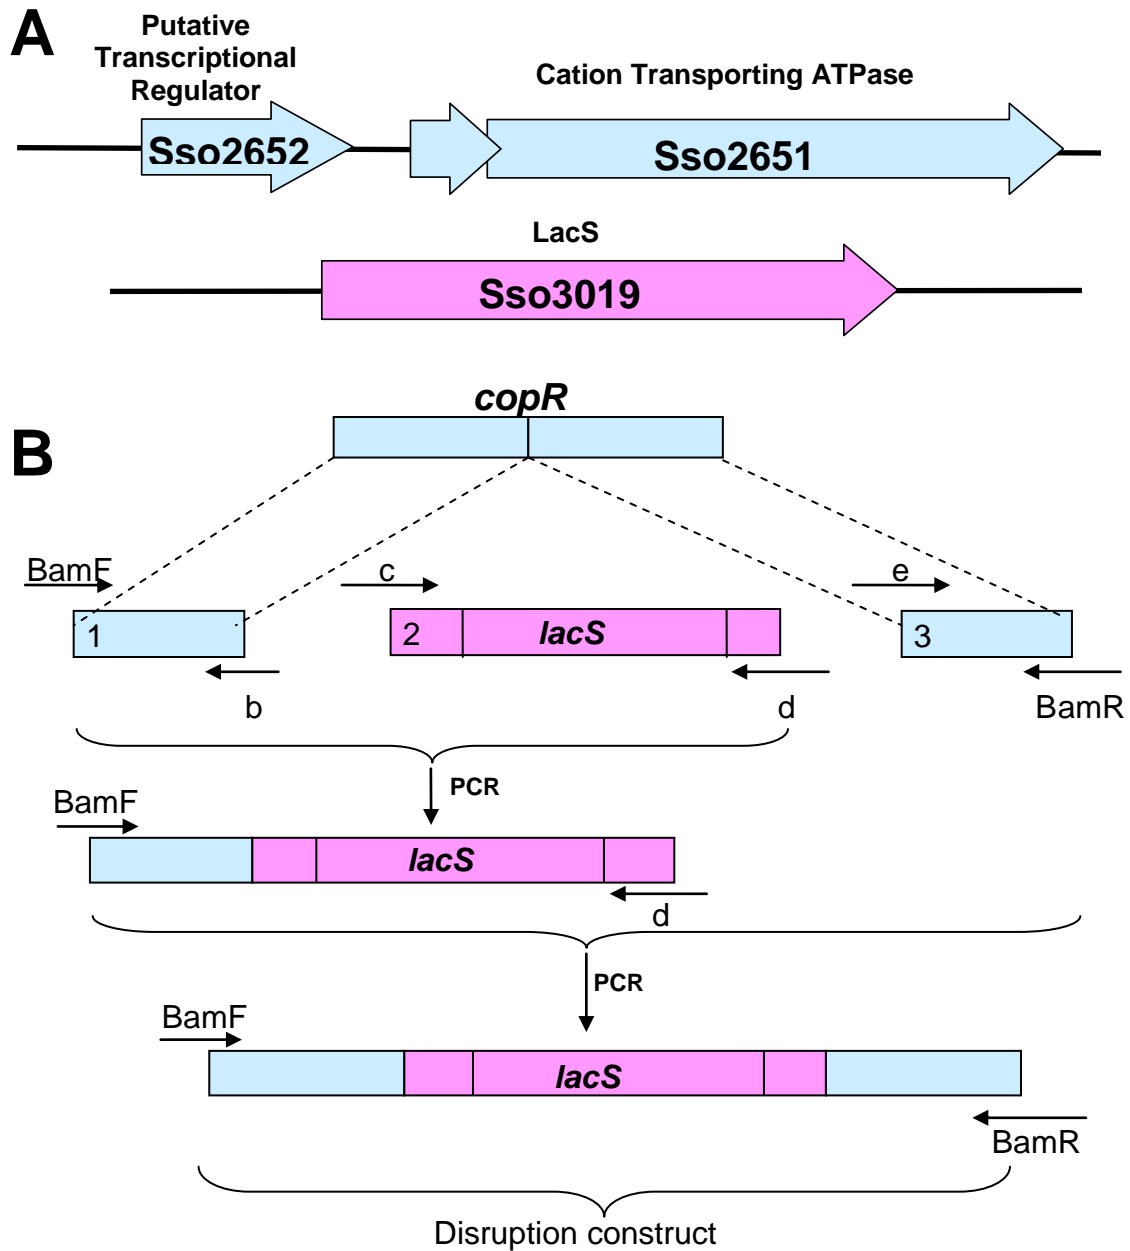 A
Putative
Transcriptional
Regulator
Cation Transporting ATPase
Sso2652
Sso2651
LacS
Sso3019
copR
B
BamF
c
e
1
2
lacS
3
b
d
BamR
PCR
BamF
lacS
d
PCR
BamF
lacS
BamR
Disruption construct